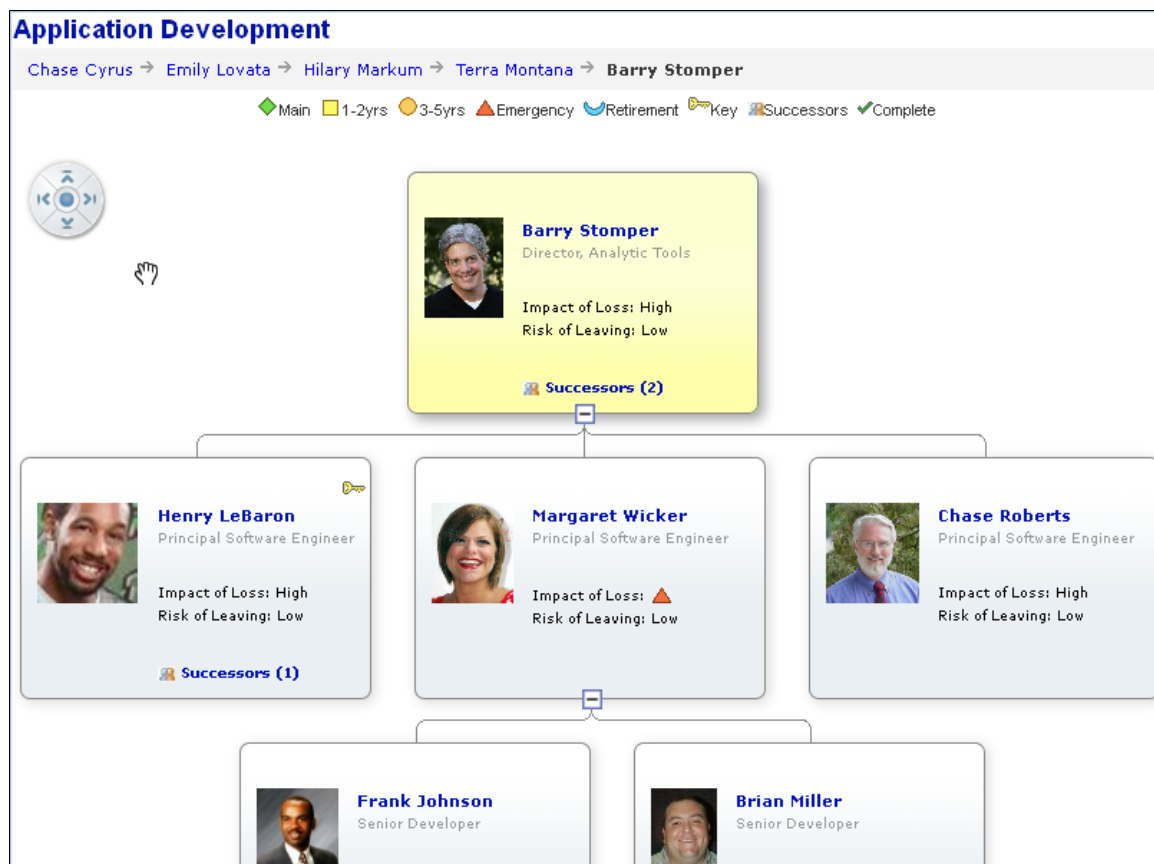 Application Development
Chase Cyrus Emily Lovata Hilary Markum Terra Montana Barry Stomper
Main 1-2yrs 3-5yrs Emergency Retirement Key Successors Complete
Barry Stomper
Director, Analytic Tools
Impact of Loss: High
Risk of Leaving: Low
Successors (2)
Henry LeBaron
Principal Software Engineer
Impact of Loss: High
Risk of Leaving: Low
Successors (1)
Margaret Wicker
Principal Software Engineer
Impact of Loss:
Risk of Leaving: Low
Chase Roberts
Principal Software Engineer
Impact of Loss: High
Risk of Leaving: Low
Frank Johnson
Senior Developer
Brian Miller
Senior Developer